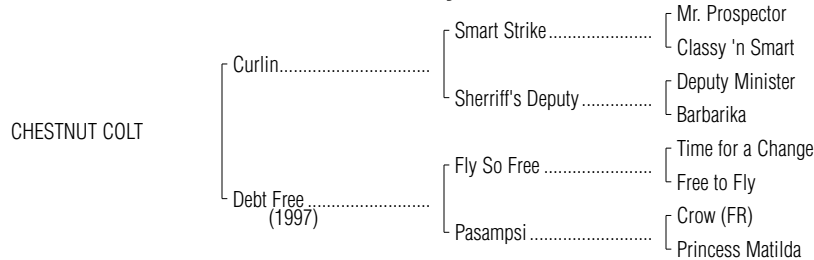 Mr. Prospector
Smart Strike......................
Classy 'n Smart
Curlin................................
Deputy Minister
Sherriff's Deputy ...............
Barbarika
CHESTNUT COLT
Time for a Change
Fly So Free .......................
Free to Fly
Debt Free ..........................
(1997)
Crow (FR)
Pasampsi ..........................
Princess Matilda